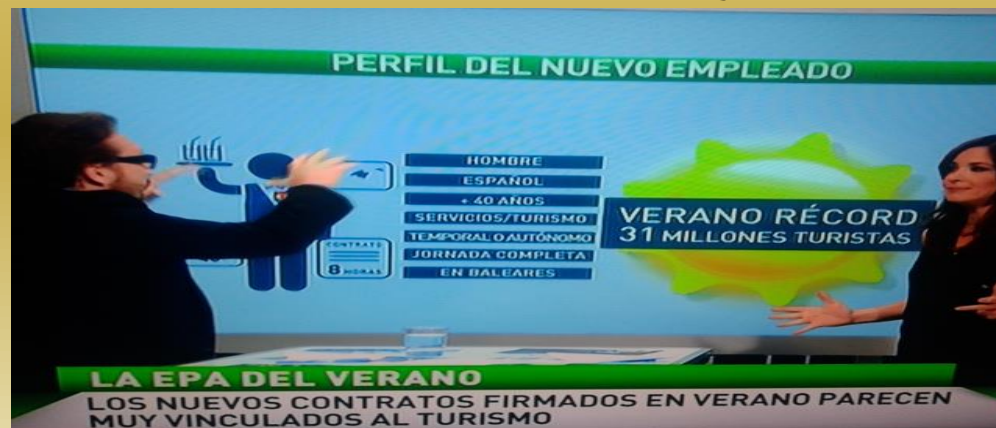 PERFIL DEL NUEVO EMPLEADO
HOMBRE
ESPAÑOL
+ 40 AÑOS
SERVICIOS/TURISMO
TEMPORAL O AUTÓNOMO
JORNADA COMPLETA
EN BALEARES
CONTRATO
8 HORAS
VERANO RÉCORD
31 MILLONES TURISTAS
LA EPA DEL VERANO
LOS NUEVOS CONTRATOS FIRMADOS EN VERANO PARECEN
MUY VINCULADOS AL TURISMO